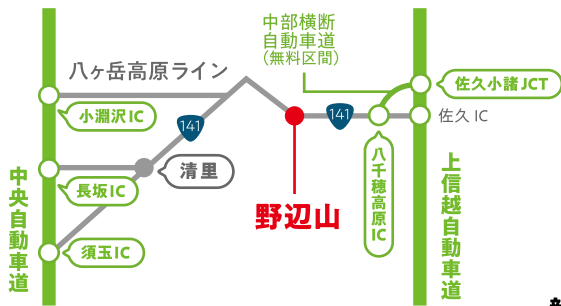 中部横断
自動車道
(無料区間)
八ヶ岳高原ライン
佐久小諸JCT
小淵沢IC
141
141
佐久IC
八千穂高原IC
清里
長坂IC
野辺山
須玉IC
中央自動車道
上信越自動車道